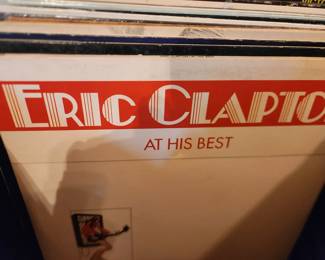 ERIC CLAPTO
AT HIS BEST